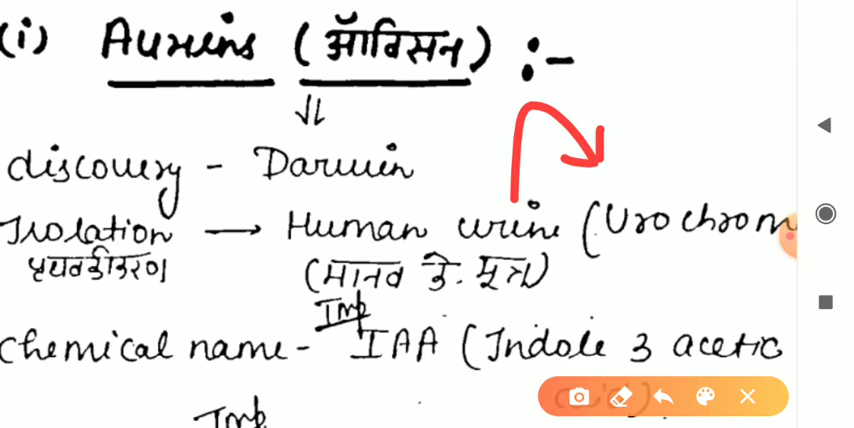 (i) Auxins (ऑक्सिन) :-
discovery - Darwin
Isolation → Human urine (Urochrom
पृथक्कीकरण (मानव के मूत्र)
Imp
Chemical name - IAA (Indole 3 acetic
Imp